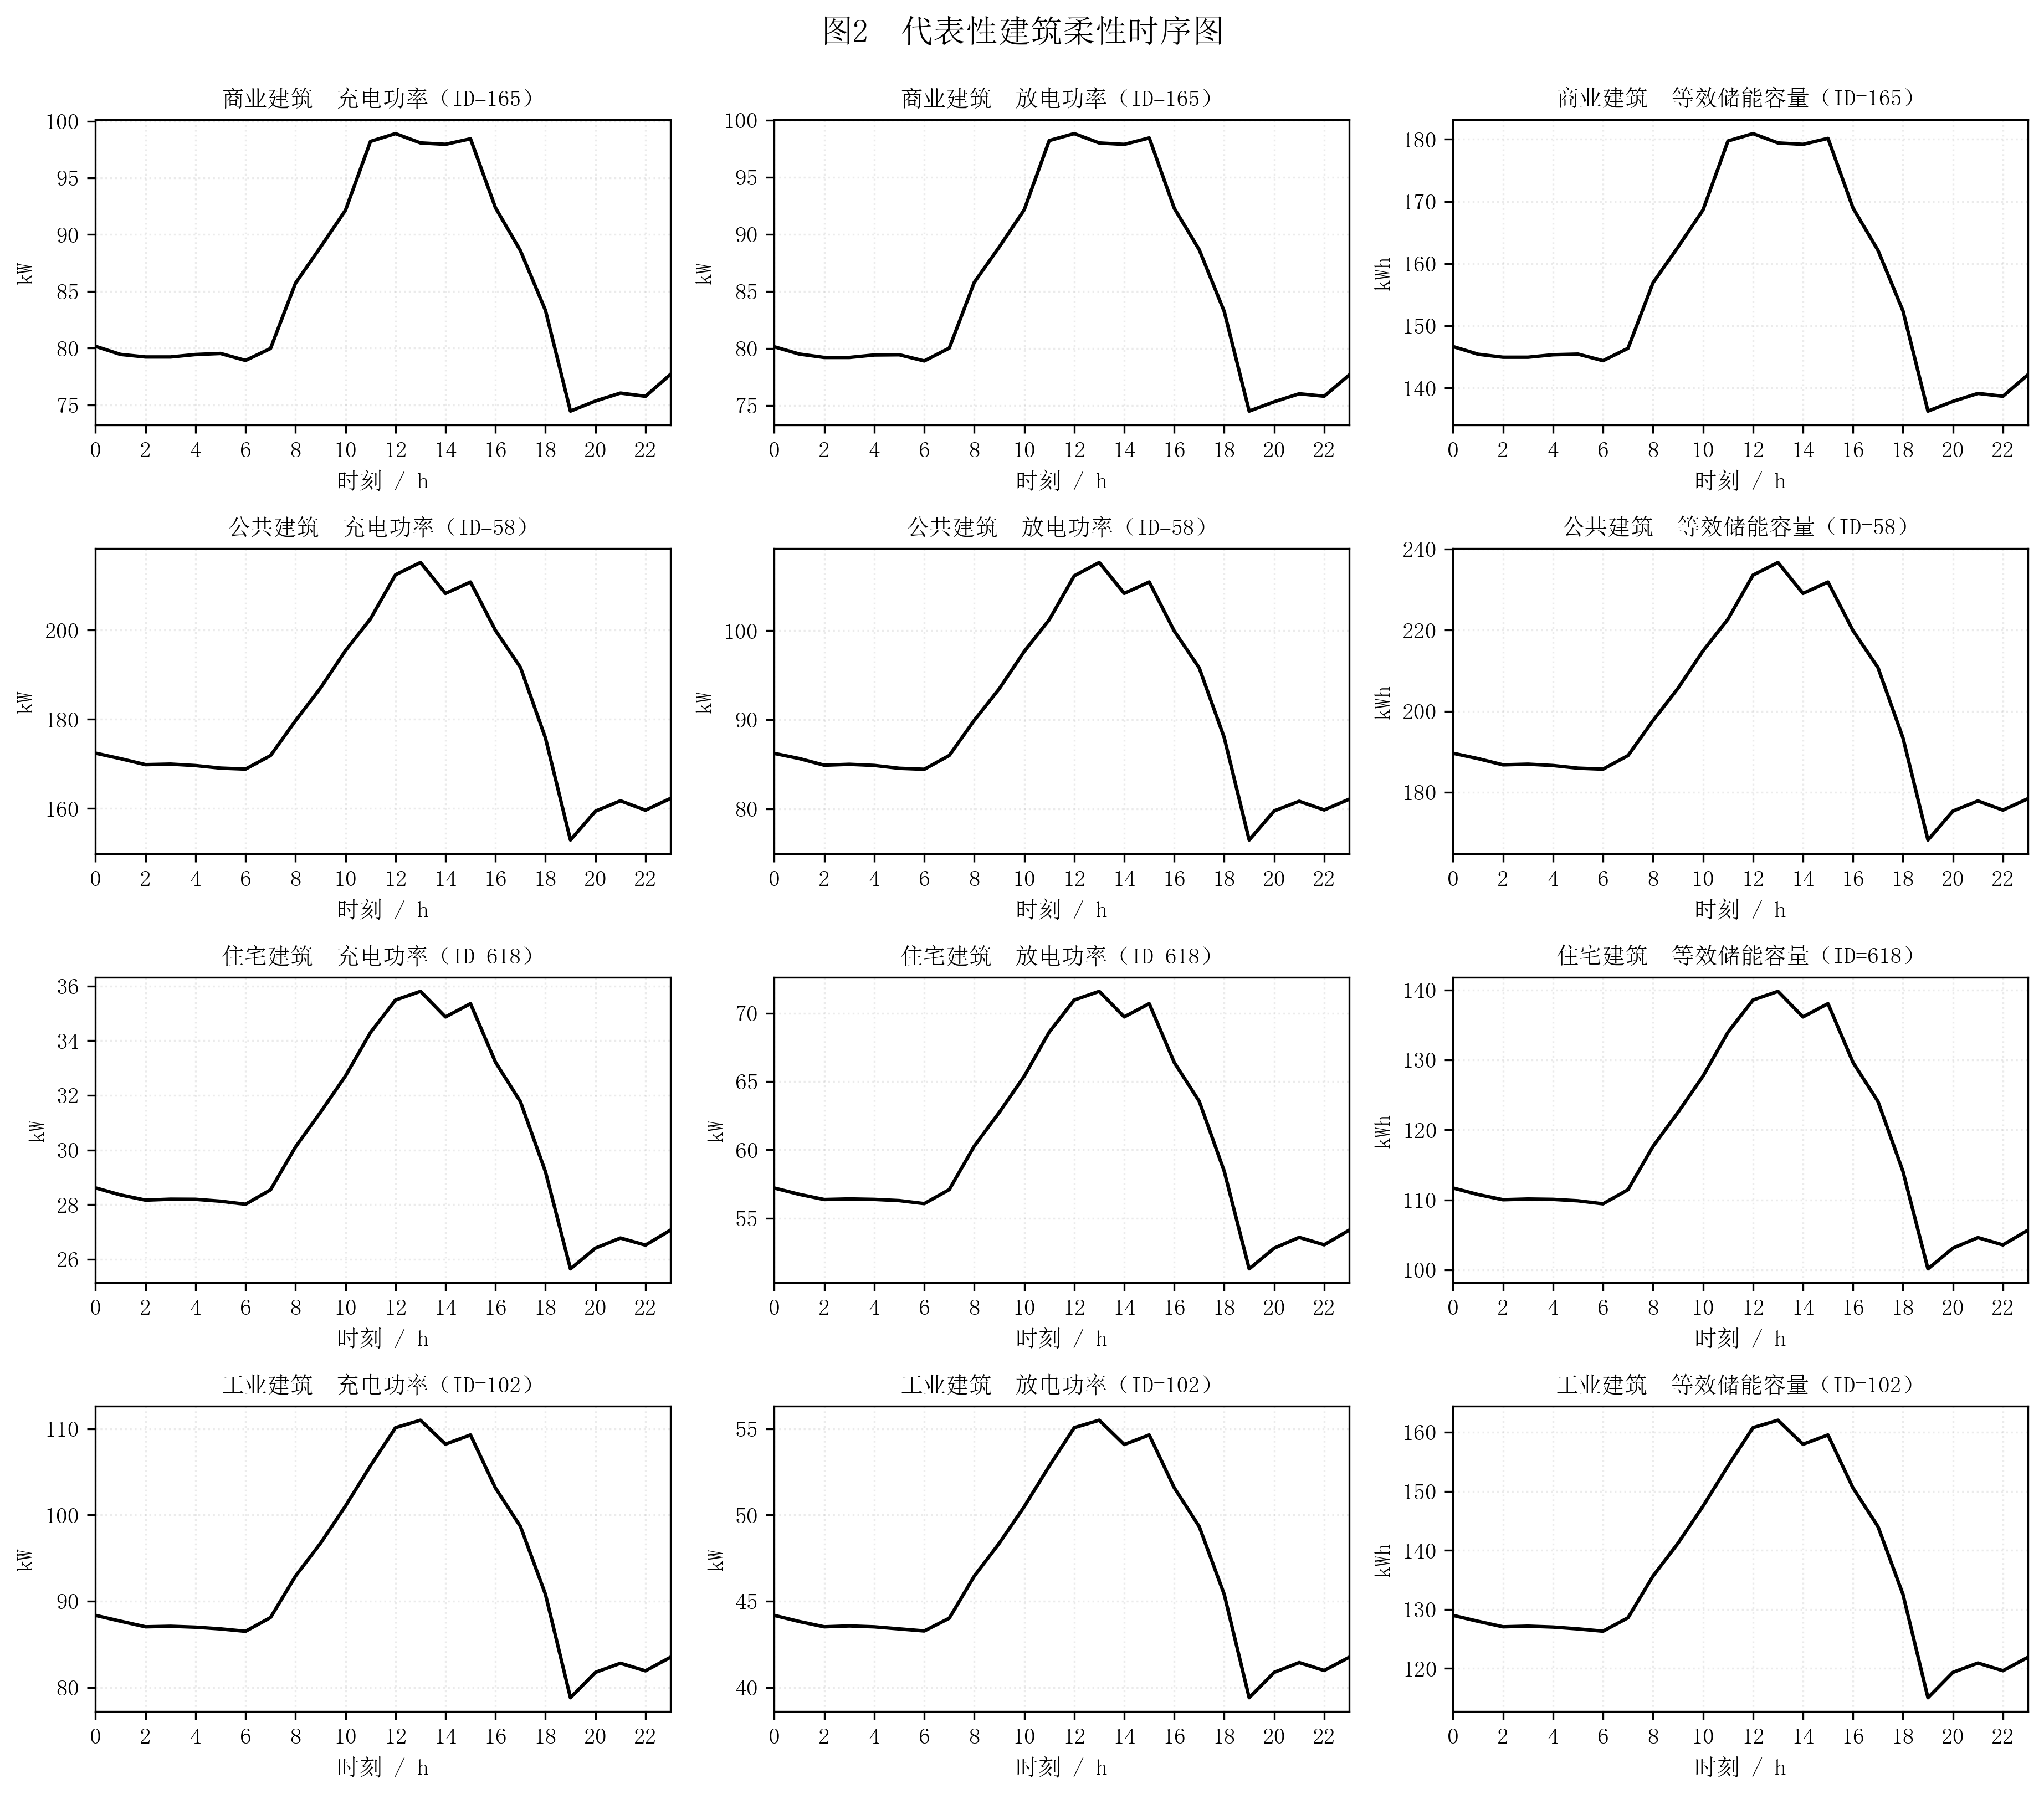 图2　代表性建筑柔性时序图
商业建筑　充电功率（ID=165）
kW
100
95
90
85
80
75
0 2 4 6 8 10 12 14 16 18 20 22
时刻 / h
商业建筑　放电功率（ID=165）
kW
100
95
90
85
80
75
0 2 4 6 8 10 12 14 16 18 20 22
时刻 / h
商业建筑　等效储能容量（ID=165）
kWh
180
170
160
150
140
0 2 4 6 8 10 12 14 16 18 20 22
时刻 / h
公共建筑　充电功率（ID=58）
kW
200
180
160
0 2 4 6 8 10 12 14 16 18 20 22
时刻 / h
公共建筑　放电功率（ID=58）
kW
100
90
80
0 2 4 6 8 10 12 14 16 18 20 22
时刻 / h
公共建筑　等效储能容量（ID=58）
kWh
240
220
200
180
0 2 4 6 8 10 12 14 16 18 20 22
时刻 / h
住宅建筑　充电功率（ID=618）
kW
36
34
32
30
28
26
0 2 4 6 8 10 12 14 16 18 20 22
时刻 / h
住宅建筑　放电功率（ID=618）
kW
70
65
60
55
0 2 4 6 8 10 12 14 16 18 20 22
时刻 / h
住宅建筑　等效储能容量（ID=618）
kWh
140
130
120
110
100
0 2 4 6 8 10 12 14 16 18 20 22
时刻 / h
工业建筑　充电功率（ID=102）
kW
110
100
90
80
0 2 4 6 8 10 12 14 16 18 20 22
时刻 / h
工业建筑　放电功率（ID=102）
kW
55
50
45
40
0 2 4 6 8 10 12 14 16 18 20 22
时刻 / h
工业建筑　等效储能容量（ID=102）
kWh
160
150
140
130
120
0 2 4 6 8 10 12 14 16 18 20 22
时刻 / h